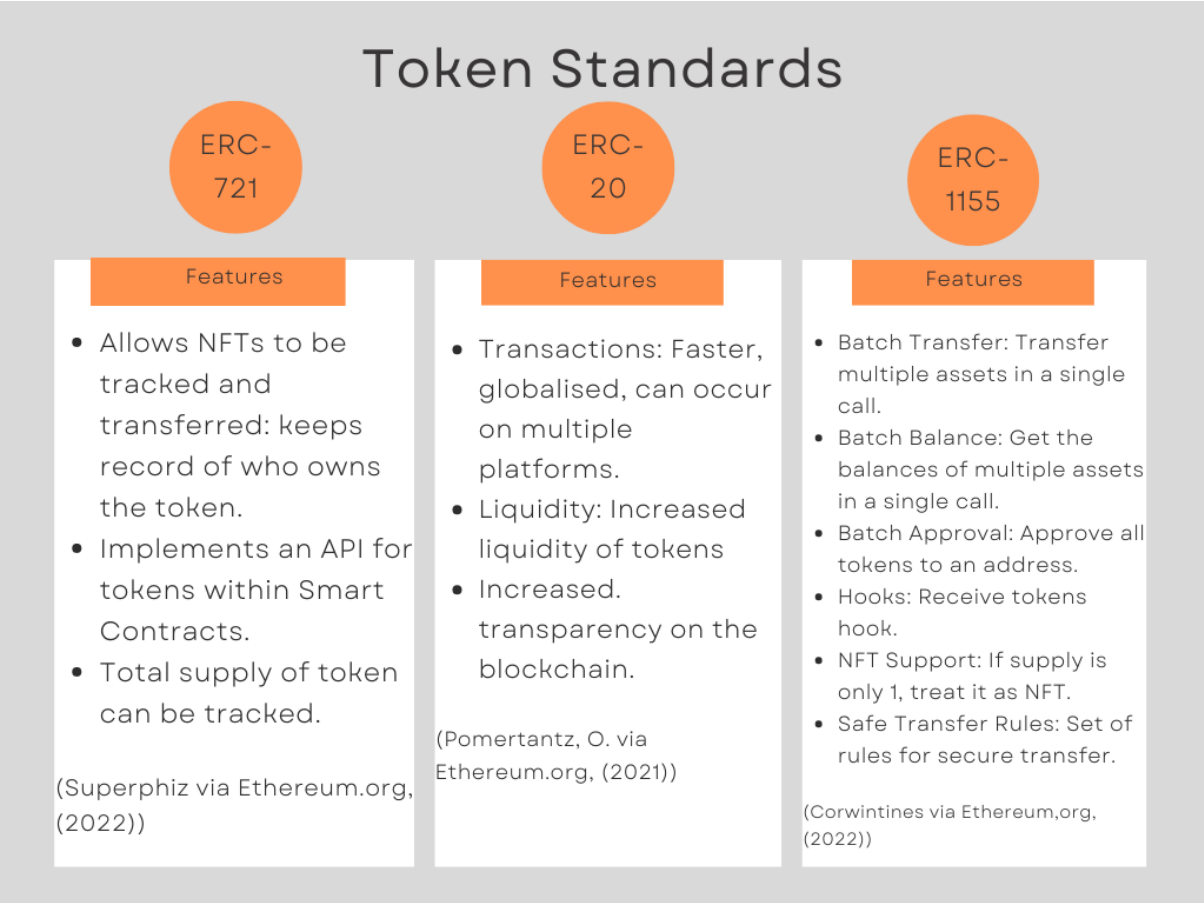 Token Standards
ERC-
721
Features
• Allows NFTs to be
tracked and
transferred: keeps
record of who owns
the token.
• Implements an API for
tokens within Smart
Contracts.
• Total supply of token
can be tracked.
(Superphiz via Ethereum.org,
(2022))
ERC-
20
Features
• Transactions: Faster,
globalised, can occur
on multiple
platforms.
• Liquidity: Increased
liquidity of tokens
• Increased.
transparency on the
blockchain.
(Pomertantz, O. via
Ethereum.org, (2021))
ERC-
1155
Features
• Batch Transfer: Transfer
multiple assets in a single
call.
• Batch Balance: Get the
balances of multiple assets
in a single call.
• Batch Approval: Approve all
tokens to an address.
• Hooks: Receive tokens
hook.
• NFT Support: If supply is
only 1, treat it as NFT.
• Safe Transfer Rules: Set of
rules for secure transfer.
(Corwintines via Ethereum,org,
(2022))